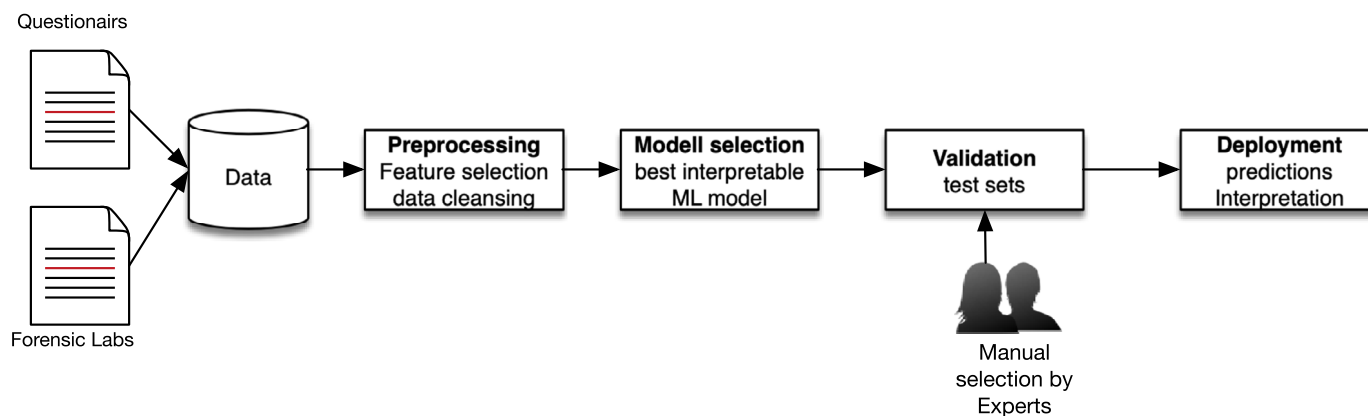 Questionairs
Forensic Labs
Data
Preprocessing
Feature selection
data cleansing
Modell selection
best interpretable
ML model
Validation
test sets
Manual
selection by
Experts
Deployment
predictions
Interpretation